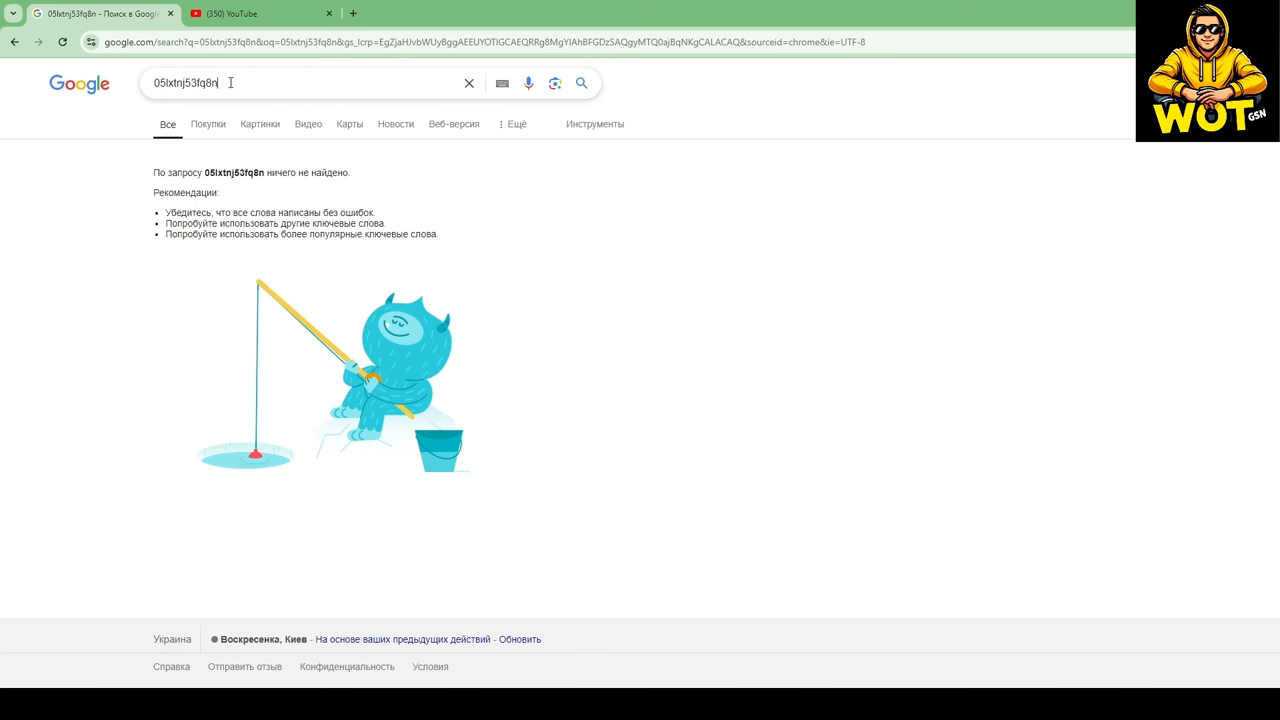 05lxtnj53fq8n - Поиск в Google
(350) YouTube
google.com/search?q=05lxtnj53fq8n&oq=05lxtnj53fq8n&gs_lcrp=EgZjaHJvbWUyBggAEEUYOTIGCAEQRRg8MgYIAhBFGDzSAQgyMTQ0ajBqNKgCALACAQ&sourceid=chrome&ie=UTF-8
WOT GSN
Google
05lxtnj53fq8n
Все Покупки Картинки Видео Карты Новости Веб-версия Ещё Инструменты
По запросу 05lxtnj53fq8n ничего не найдено.
Рекомендации:
• Убедитесь, что все слова написаны без ошибок.
• Попробуйте использовать другие ключевые слова.
• Попробуйте использовать более популярные ключевые слова.
Украина
Воскресенка, Киев - На основе ваших предыдущих действий - Обновить
Справка Отправить отзыв Конфиденциальность Условия